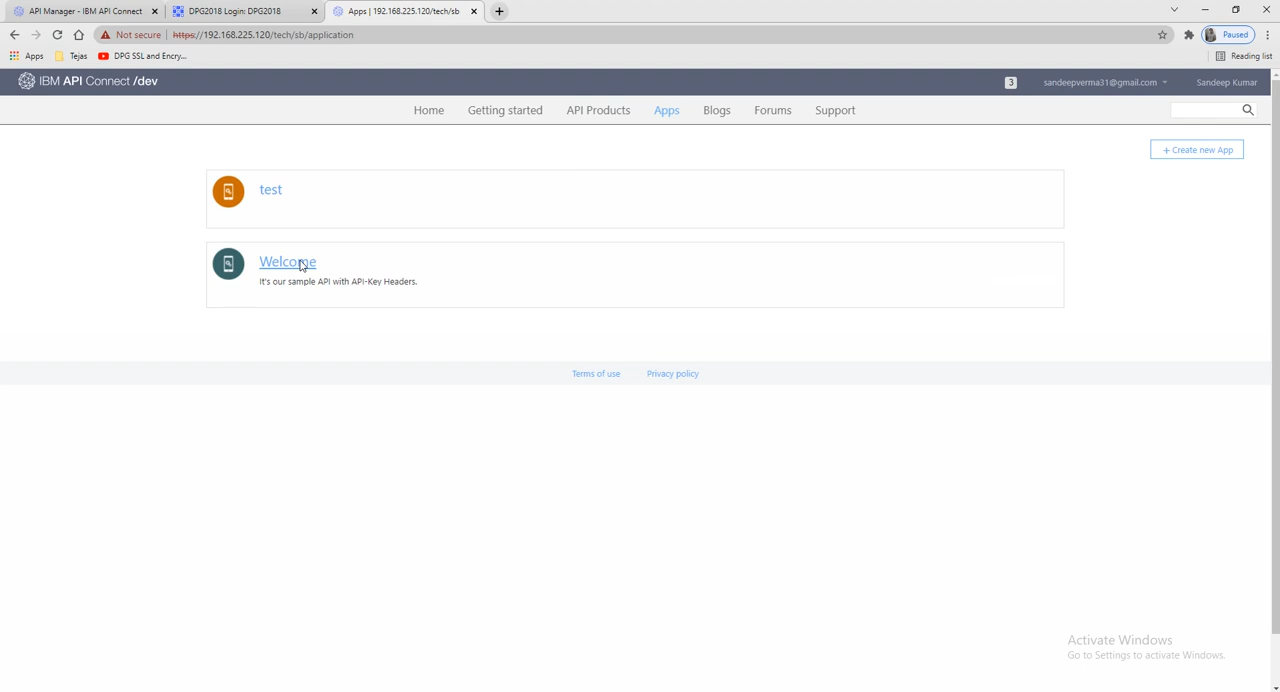 API Manager - IBM API Connect
DPG2018 Login: DPG2018
Apps | 192.168.225.120/tech/sb
Not secure https://192.168.225.120/tech/sb/application
Paused
Apps
Tejas
DPG SSL and Encry...
Reading list
IBM API Connect /dev
3
sandeepverma31@gmail.com
Sandeep Kumar
Home
Getting started
API Products
Apps
Blogs
Forums
Support
+ Create new App
test
Welcome
It's our sample API with API-Key Headers.
Terms of use
Privacy policy
Activate Windows
Go to Settings to activate Windows.